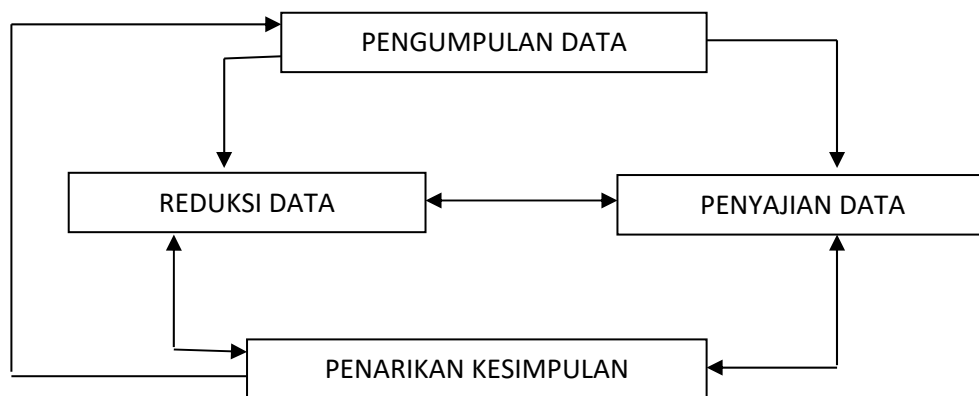 PENGUMPULAN DATA
REDUKSI DATA
PENYAJIAN DATA
PENARIKAN KESIMPULAN